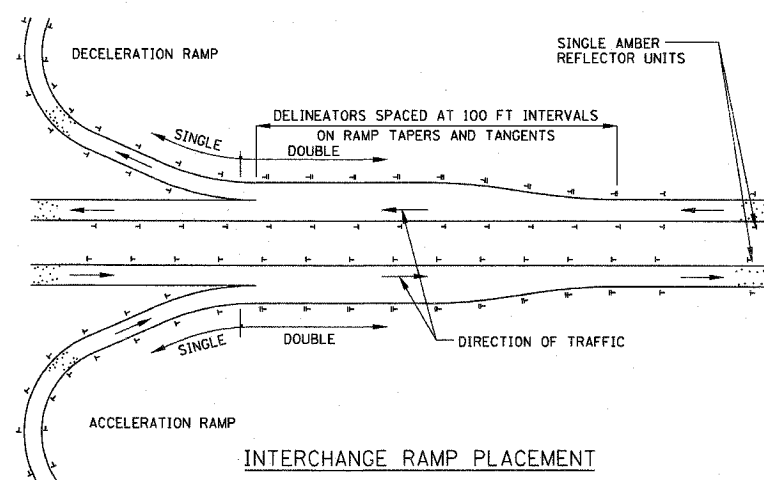 DECELERATION RAMP
SINGLE AMBER
REFLECTOR UNITS
DELINEATORS SPACED AT 100 FT INTERVALS
ON RAMP TAPERS AND TANGENTS
SINGLE
DOUBLE
SINGLE
DOUBLE
DIRECTION OF TRAFFIC
ACCELERATION RAMP
INTERCHANGE RAMP PLACEMENT